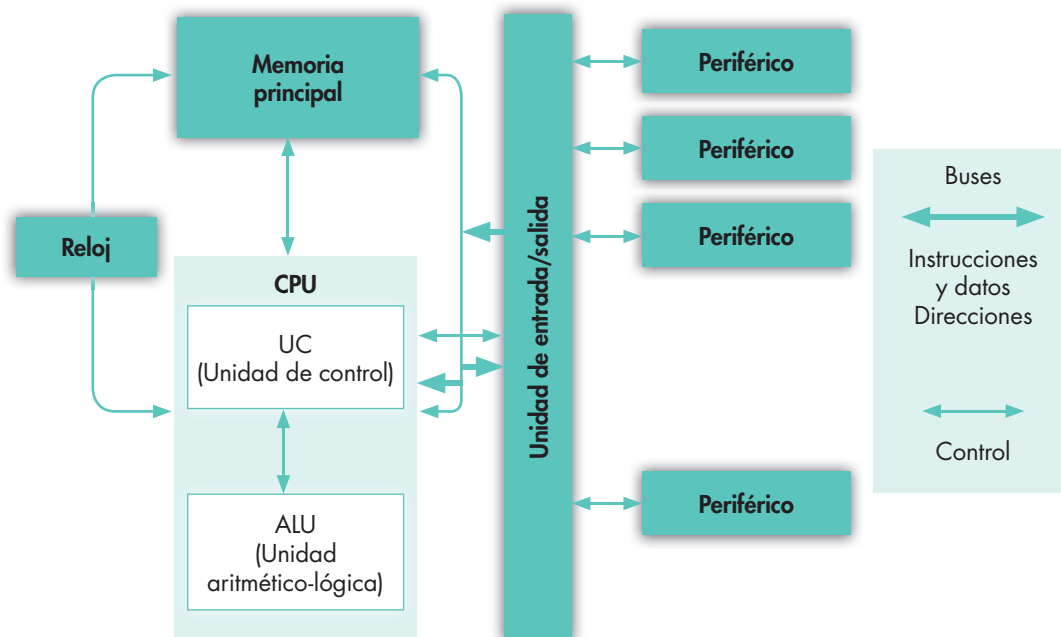 Memoria
principal
Reloj
CPU
UC
(Unidad de control)
ALU
(Unidad
aritmético-lógica)
Unidad de entrada/salida
Periférico
Periférico
Periférico
Periférico
Buses
Instrucciones
y datos
Direcciones
Control